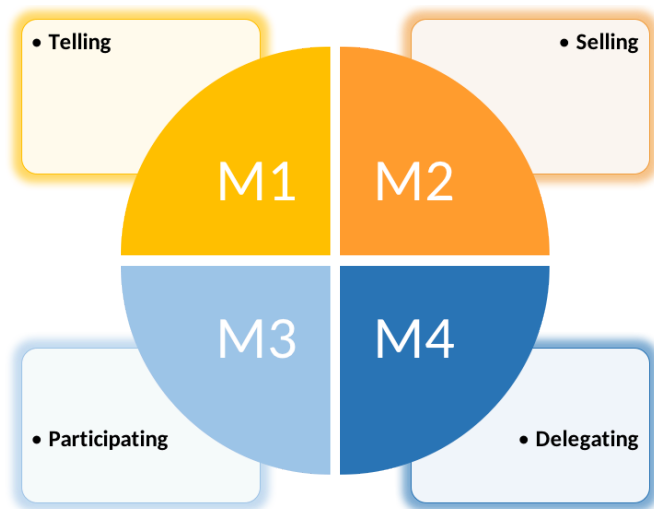 • Telling
• Selling
M1
M2
M3
M4
• Participating
• Delegating